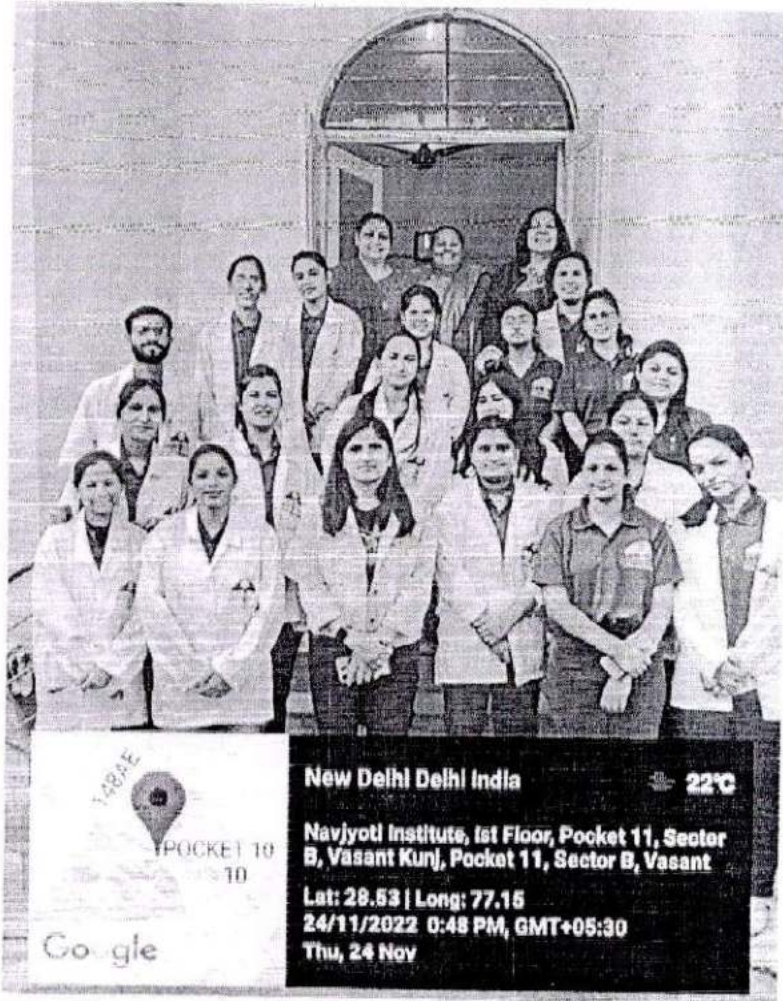 New Delhi Delhi India
22°C
Navjyoti Institute, Ist Floor, Pocket 11, Sector
B, Vasant Kunj, Pocket 11, Sector B, Vasant
Lat: 28.53 | Long: 77.15
24/11/2022 0:48 PM, GMT+05:30
Thu, 24 Nov
148AE
POCKET 10
10
Google